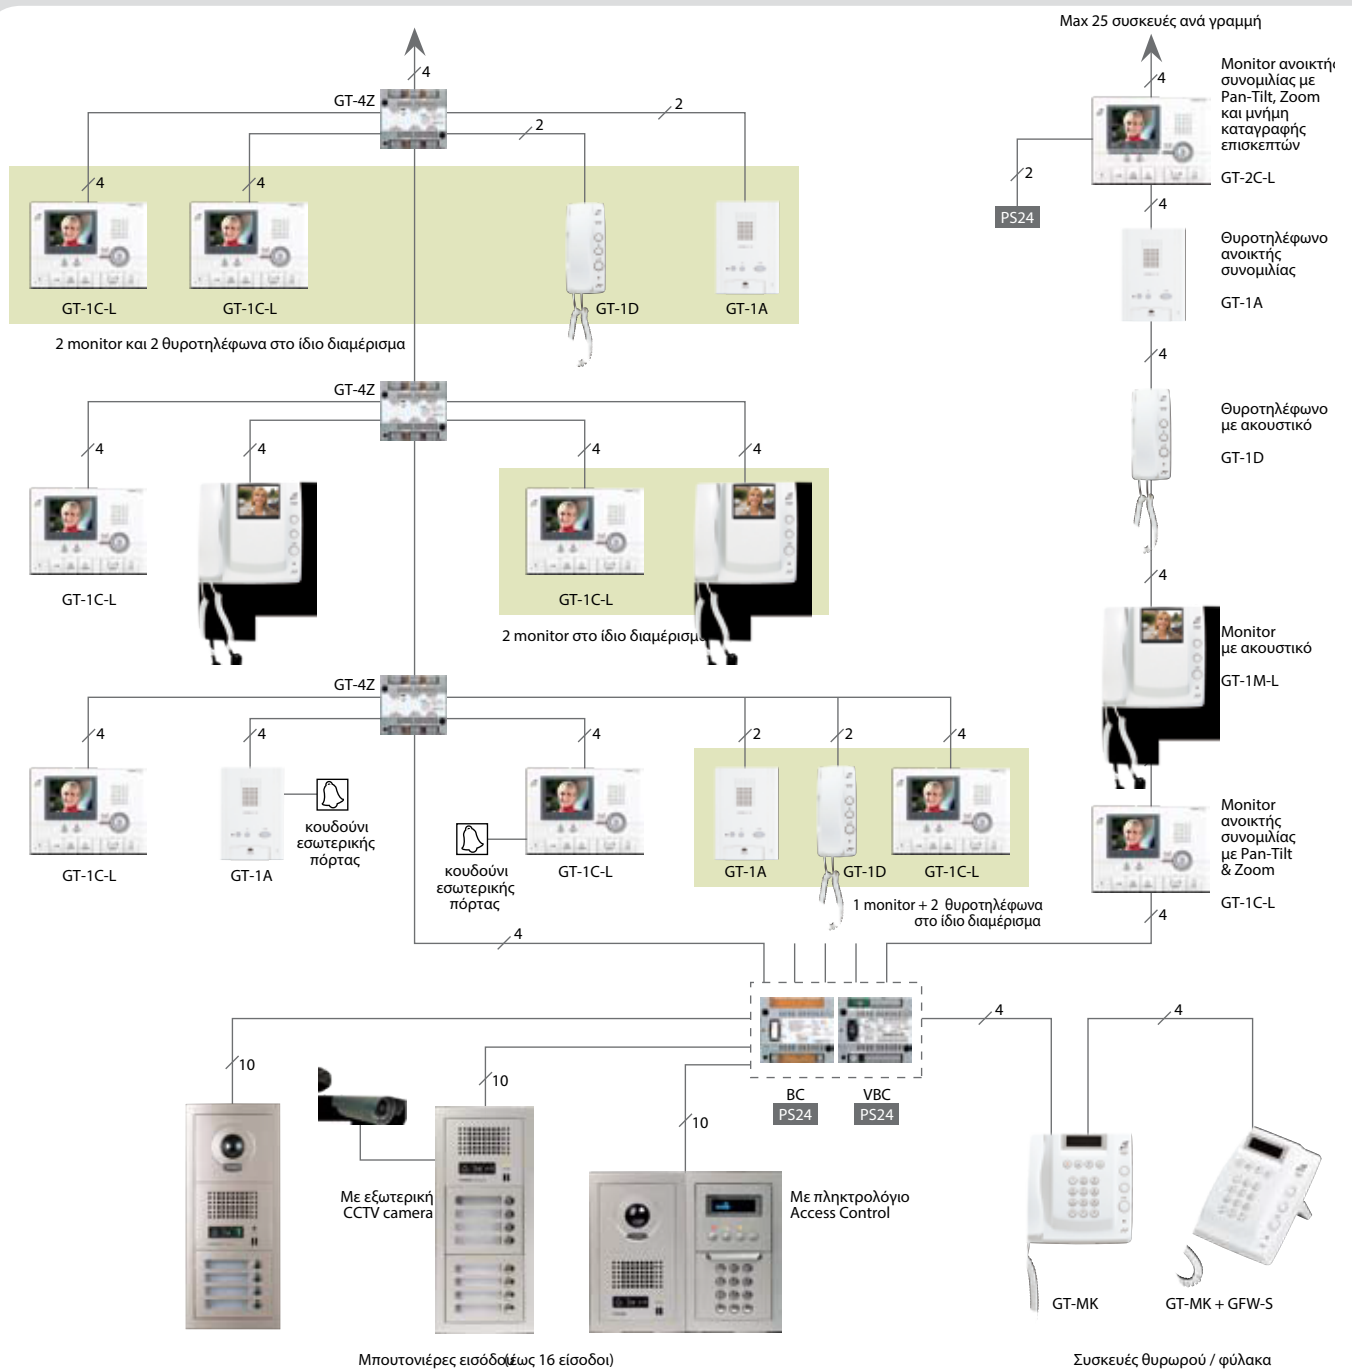 Max 25 συσκευές ανά γραμμή
4
4
GT-4Z
2
2
Monitor ανοικτής
συνομιλίας με
Pan-Tilt, Zoom
και μνήμη
καταγραφής
επισκεπτών
GT-2C-L
2
PS24
4
4
4
GT-1C-L
GT-1C-L
GT-1D
GT-1A
Θυροτηλέφωνο
ανοικτής
συνομιλίας
GT-1A
2 monitor και 2 θυροτηλέφωνα στο ίδιο διαμέρισμα
4
GT-4Z
Θυροτηλέφωνο
με ακουστικό
GT-1D
4
4
4
4
GT-1C-L
GT-1C-L
2 monitor στο ίδιο διαμέρισμα
4
Monitor
με ακουστικό
GT-1M-L
GT-4Z
4
4
4
2
2
4
κουδούνι
εσωτερικής
πόρτας
κουδούνι
εσωτερικής
πόρτας
GT-1C-L
GT-1A
GT-1C-L
GT-1A
GT-1D
GT-1C-L
Monitor
ανοικτής
συνομιλίας
με Pan-Tilt
& Zoom
GT-1C-L
1 monitor + 2 θυροτηλέφωνα
στο ίδιο διαμέρισμα
4
4
4
4
10
10
10
BC
PS24
VBC
PS24
Με εξωτερική
CCTV camera
Με πληκτρολόγιο
Access Control
GT-MK
GT-MK + GFW-S
Μπουτονιέρες εισόδου (έως 16 είσοδοι)
Συσκευές θυρωρού / φύλακα